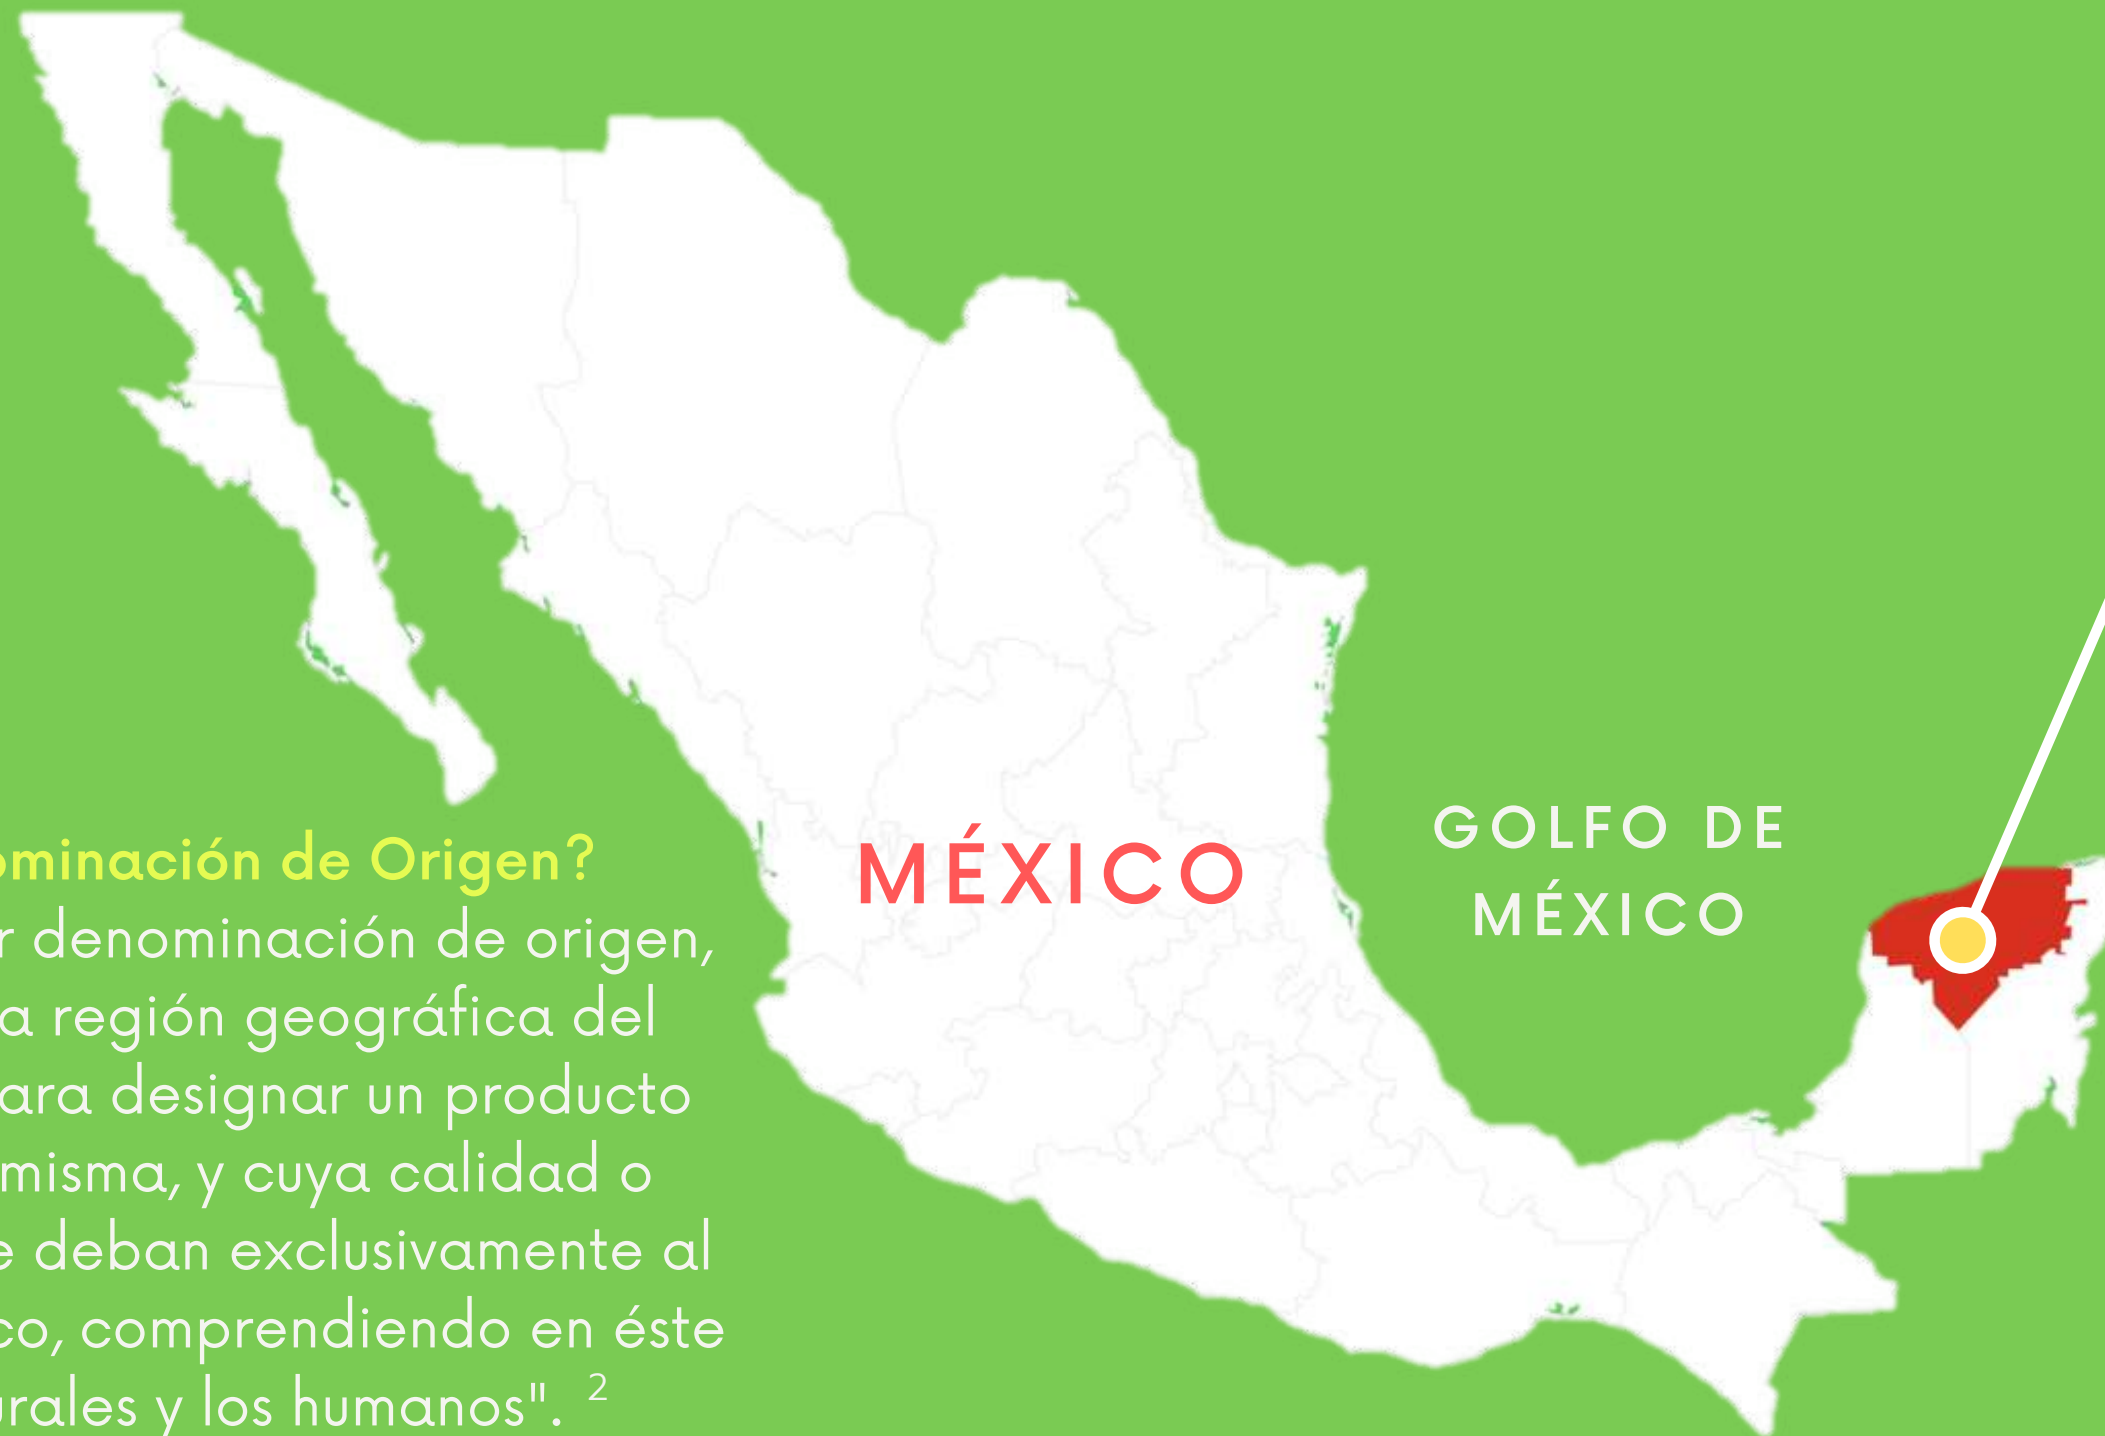 ominación de Origen?
r denominación de origen,
a región geográfica del
ara designar un producto
misma, y cuya calidad o
e deban exclusivamente al
co, comprendiendo en éste
urales y los humanos". 2
MÉXICO
GOLFO DE
MÉXICO